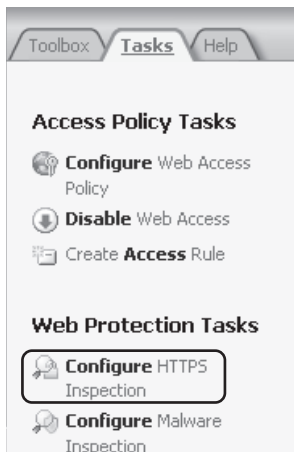 Toolbox Tasks Help
Access Policy Tasks
Configure Web Access
Policy
Disable Web Access
Create Access Rule
Web Protection Tasks
Configure HTTPS
Inspection
Configure Malware
Inspection